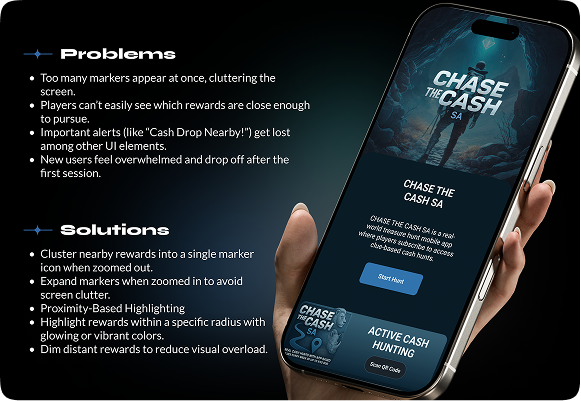 Problems
Too many markers appear at once, cluttering the
screen.
Players can't easily see which rewards are close enough
to pursue.
Important alerts (like "Cash Drop Nearby!") get lost
among other UI elements.
New users feel overwhelmed and drop off after the
first session.
Solutions
Cluster nearby rewards into a single marker
icon when zoomed out.
Expand markers when zoomed in to avoid
screen clutter.
Proximity-Based Highlighting
Highlight rewards within a specific radius with
glowing or vibrant colors.
Dim distant rewards to reduce visual overload.
CHASE
THE CASH
SA
CHASE THE
CASH SA
CHASE THE CASH SA is a real-
world treasure hunt mobile app
where players subscribe to access
clue-based cash hunts.
Start Hunt
CHASE
THE CASH
SA
ACTIVE CASH
HUNTING
Scan QR Code